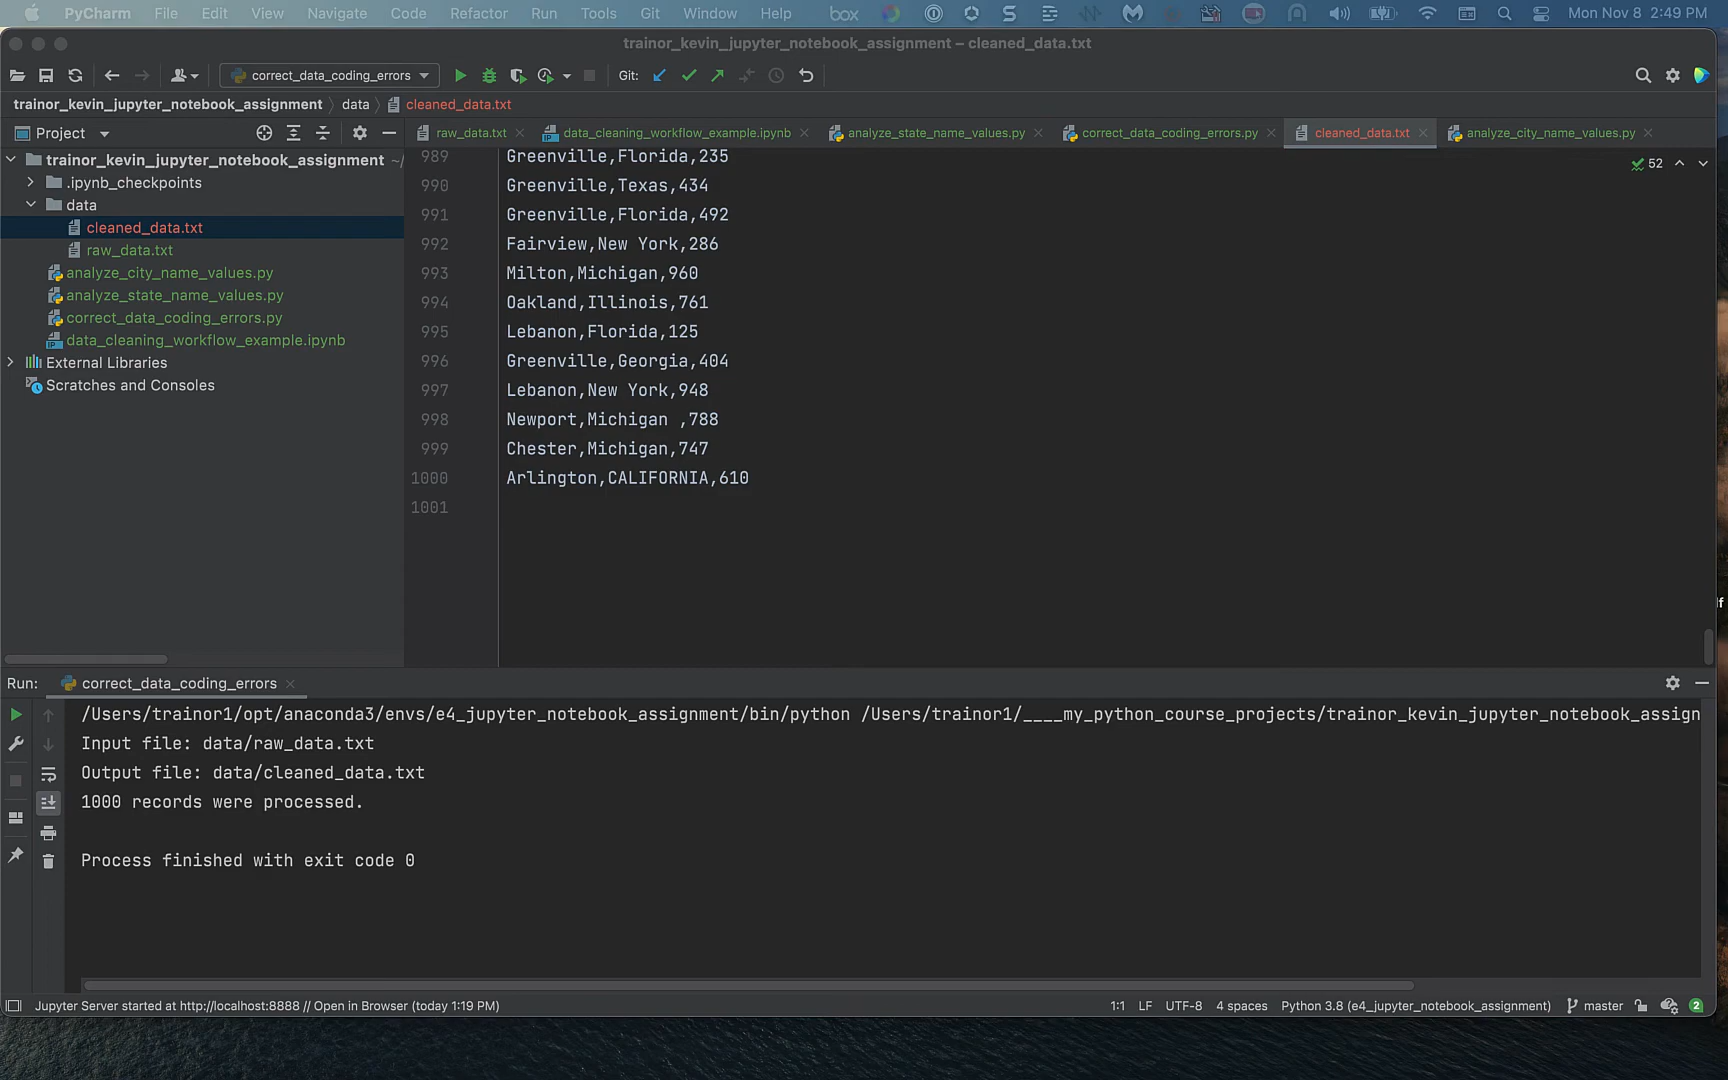 PyCharm File Edit View Navigate Code Refactor Run Tools Git Window Help box Mon Nov 8 2:49 PM
trainor_kevin_jupyter_notebook_assignment – cleaned_data.txt
correct_data_coding_errors Git:
trainor_kevin_jupyter_notebook_assignment data cleaned_data.txt
Project raw_data.txt data_cleaning_workflow_example.ipynb analyze_state_name_values.py correct_data_coding_errors.py cleaned_data.txt analyze_city_name_values.py
trainor_kevin_jupyter_notebook_assignment ~/
.ipynb_checkpoints
data
cleaned_data.txt
raw_data.txt
analyze_city_name_values.py
analyze_state_name_values.py
correct_data_coding_errors.py
data_cleaning_workflow_example.ipynb
External Libraries
Scratches and Consoles
989 Greenville,Florida,235
52
990 Greenville,Texas,434
991 Greenville,Florida,492
992 Fairview,New York,286
993 Milton,Michigan,960
994 Oakland,Illinois,761
995 Lebanon,Florida,125
996 Greenville,Georgia,404
997 Lebanon,New York,948
998 Newport,Michigan ,788
999 Chester,Michigan,747
1000 Arlington,CALIFORNIA,610
1001
Run: correct_data_coding_errors
/Users/trainor1/opt/anaconda3/envs/e4_jupyter_notebook_assignment/bin/python /Users/trainor1/____my_python_course_projects/trainor_kevin_jupyter_notebook_assign
Input file: data/raw_data.txt
Output file: data/cleaned_data.txt
1000 records were processed.
Process finished with exit code 0
Jupyter Server started at http://localhost:8888 // Open in Browser (today 1:19 PM) 1:1 LF UTF-8 4 spaces Python 3.8 (e4_jupyter_notebook_assignment) master 2